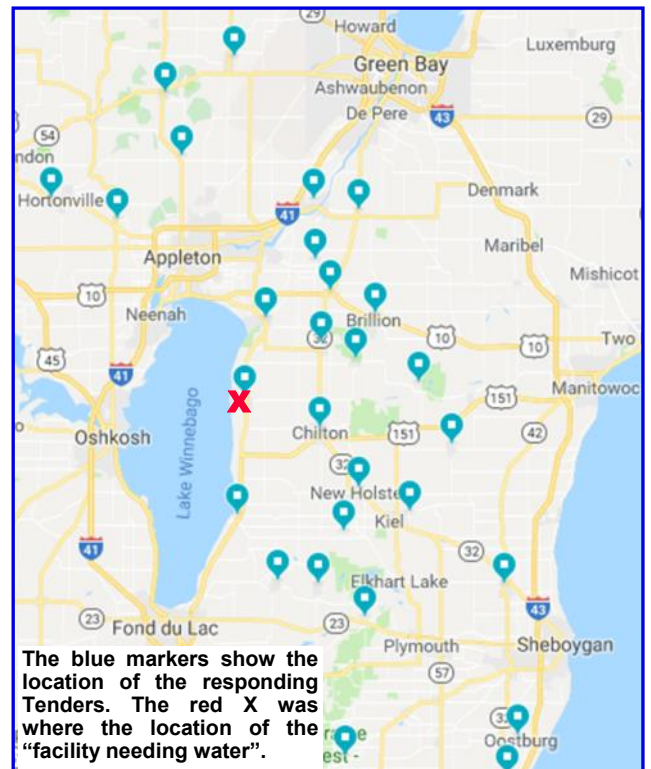 29
Howard
Luxemburg
Green Bay
Ashwaubenon
De Pere
43
29
54
ndon
Hortonville
Denmark
41
Maribel
Appleton
Mishicot
10
Neenah
Brillion
32
10
Two
45
10
41
X
151
Manitowoc
Lake Winnebago
Oshkosh
Chilton
151
42
32
New Holste
Kiel
41
32
Elkhart Lake
43
23
Fond du Lac
23
Plymouth
Sheboygan
57
The blue markers show the
location of the responding
Tenders. The red X was
where the location of the
“facility needing water”.
Oostburg
est -